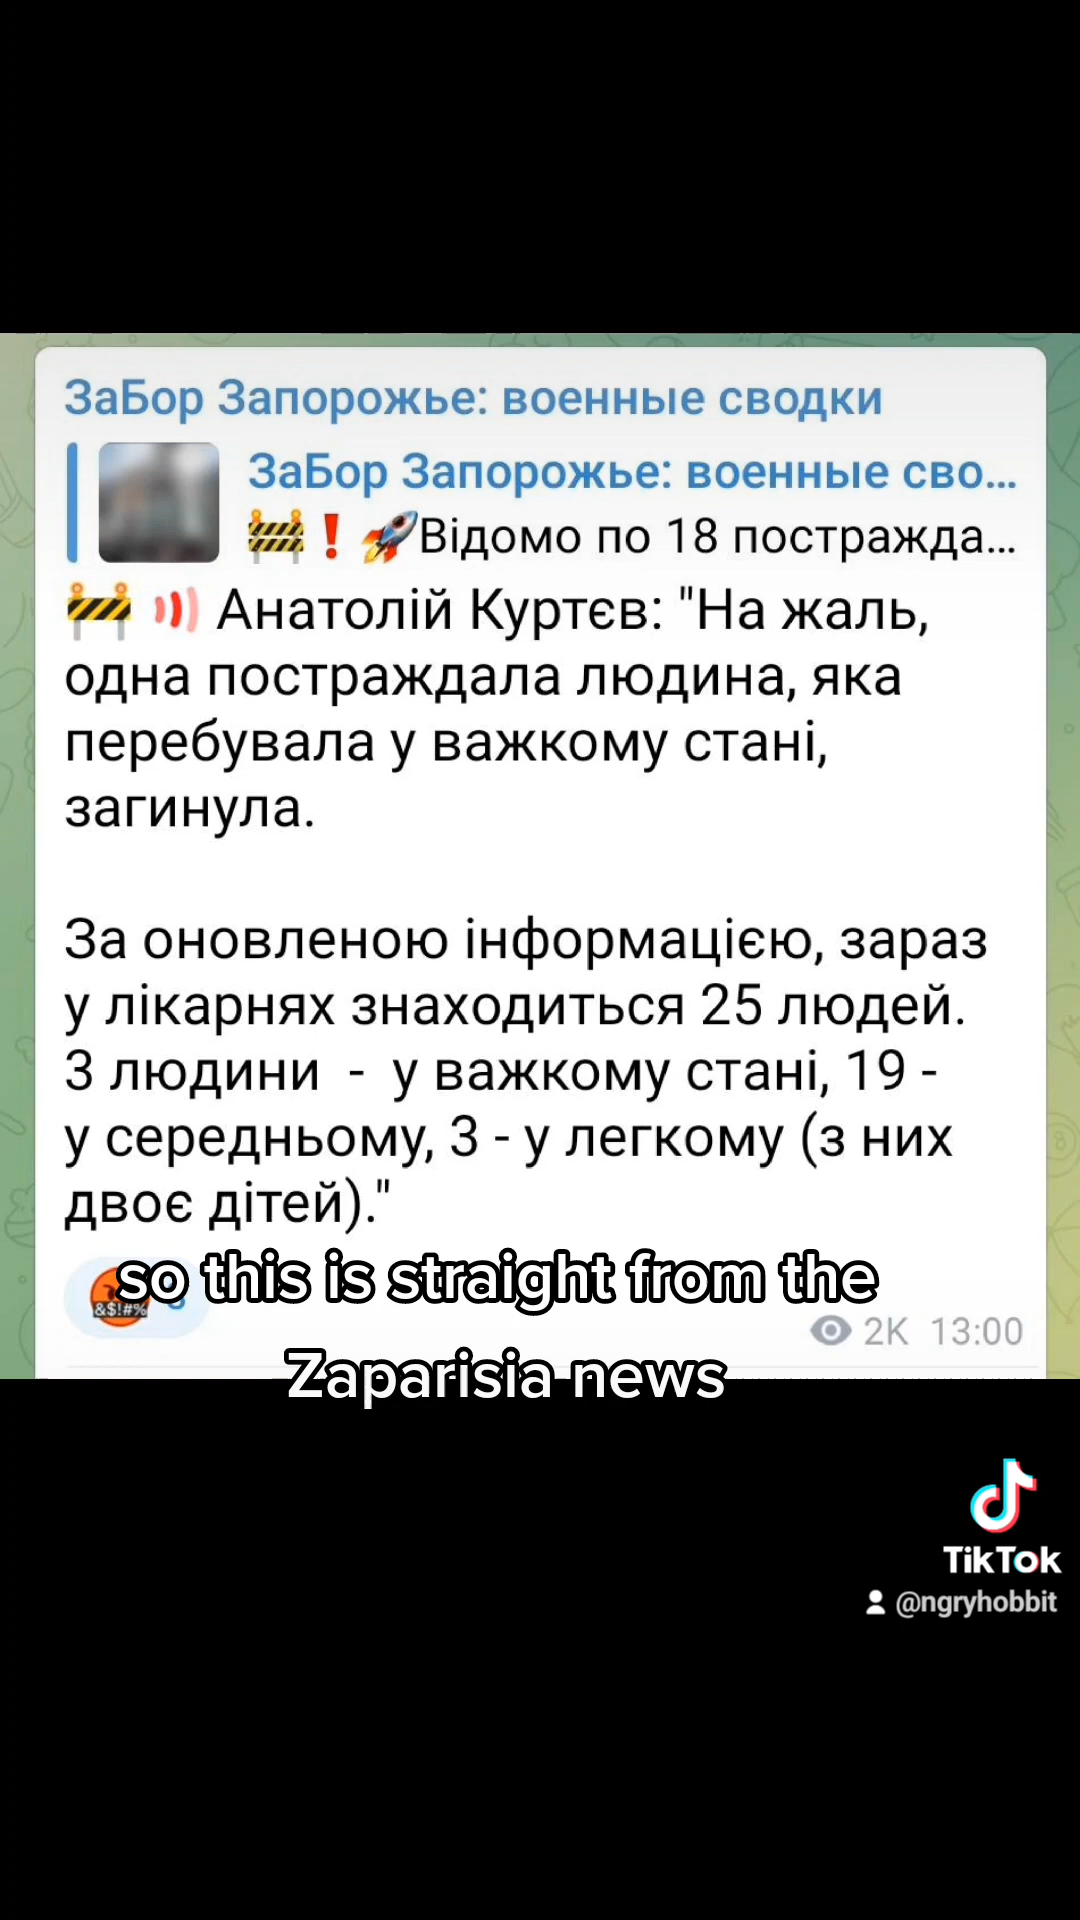 ЗаБор Запорожье: военные сводки
ЗаБор Запорожье: военные сво...
🚧❗🚀Відомо по 18 постражда...
🚧 Анатолій Куртєв: "На жаль,
одна постраждала людина, яка
перебувала у важкому стані,
загинула.
За оновленою інформацією, зараз
у лікарнях знаходиться 25 людей.
3 людини - у важкому стані, 19 -
у середньому, 3 - у легкому (з них
двоє дітей)."
&$!#%
so this is straight from the
2K 13:00
Zaparisia news
TikTok
@ngryhobbit